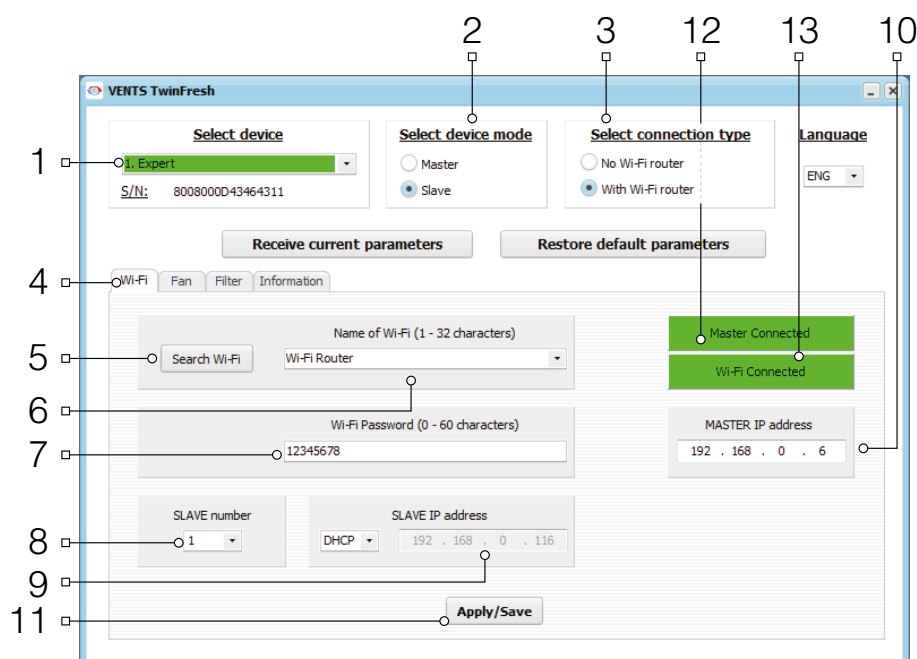 2 3 12 13 10
VENTS TwinFresh
Select device
Select device mode
Select connection type
Language
1
1. Expert
Master
No Wi-Fi router
ENG
S/N: 8008000D43464311
Slave
With Wi-Fi router
Receive current parameters
Restore default parameters
4
Wi-Fi Fan Filter Information
Name of Wi-Fi (1 - 32 characters)
Master Connected
5
Search Wi-Fi
Wi-Fi Router
Wi-Fi Connected
6
Wi-Fi Password (0 - 60 characters)
MASTER IP address
7
12345678
192 . 168 . 0 . 6
SLAVE number
SLAVE IP address
8
1
DHCP
192 . 168 . 0 . 116
9
11
Apply/Save